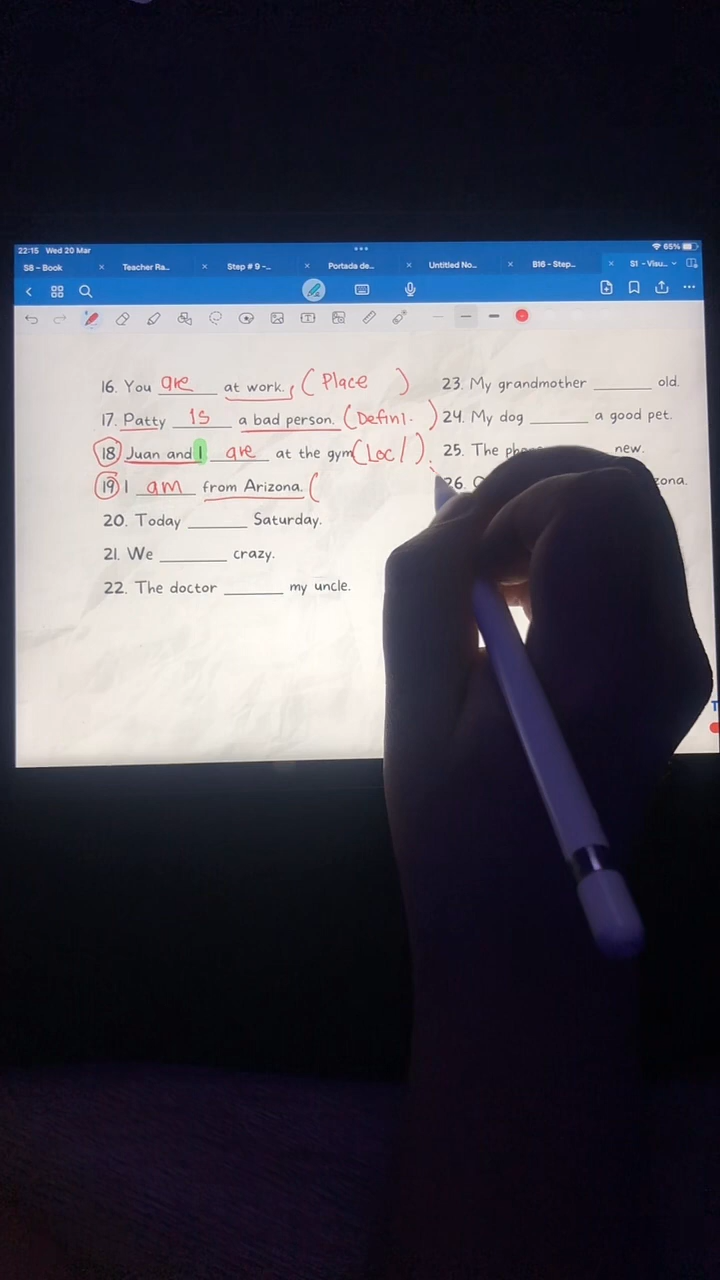 22:15 Wed 20 Mar
65%
S8 - Book × Teacher Ra... × Step # 9 -... × Portada de... × Untitled No... × B16 - Step... × S1 - Visu...
16. You are at work. (Place )
17. Patty Is a bad person. (Defini. )
18 Juan and I are at the gym (Loc/).
19 I am from Arizona. (
20. Today ______ Saturday.
21. We ______ crazy.
22. The doctor ______ my uncle.
23. My grandmother ______ old.
24. My dog ______ a good pet.
25. The new.
26. zona.